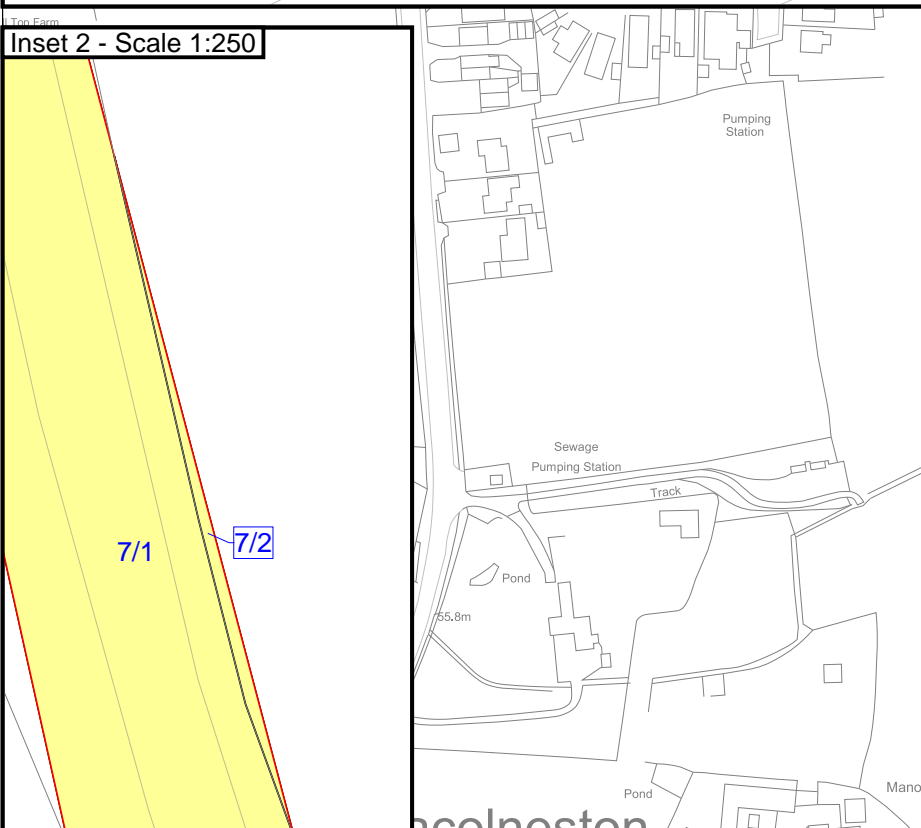 Top Farm
Inset 2 - Scale 1:250
Pumping
Station
Sewage
Pumping Station
Track
7/1
7/2
Pond
55.8m
Pond